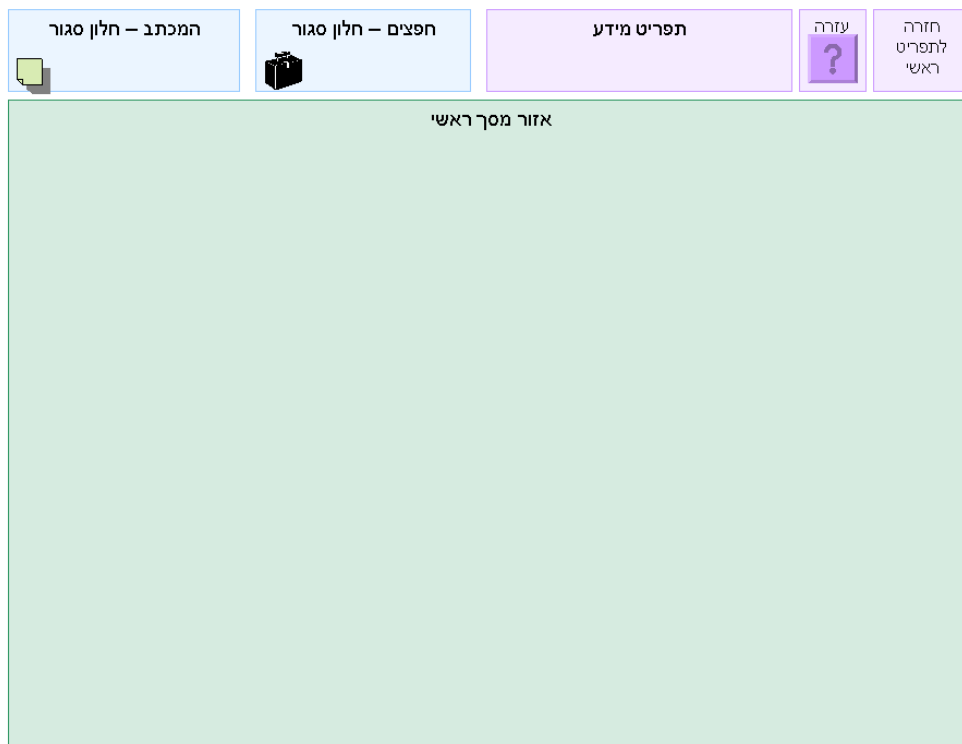 חזרה
לתפריט
ראשי
עזרה
?
תפריט מידע
חפצים – חלון סגור
המכתב – חלון סגור
אזור מסך ראשי